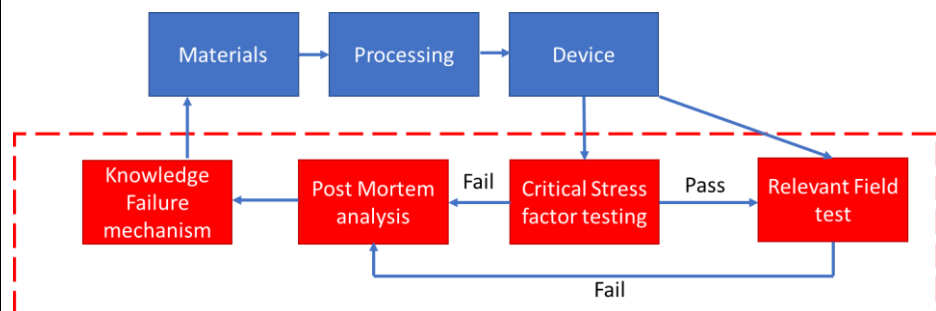 Materials
Processing
Device
Knowledge
Failure
mechanism
Post Mortem
analysis
Fail
Critical Stress
factor testing
Pass
Relevant Field
test
Fail